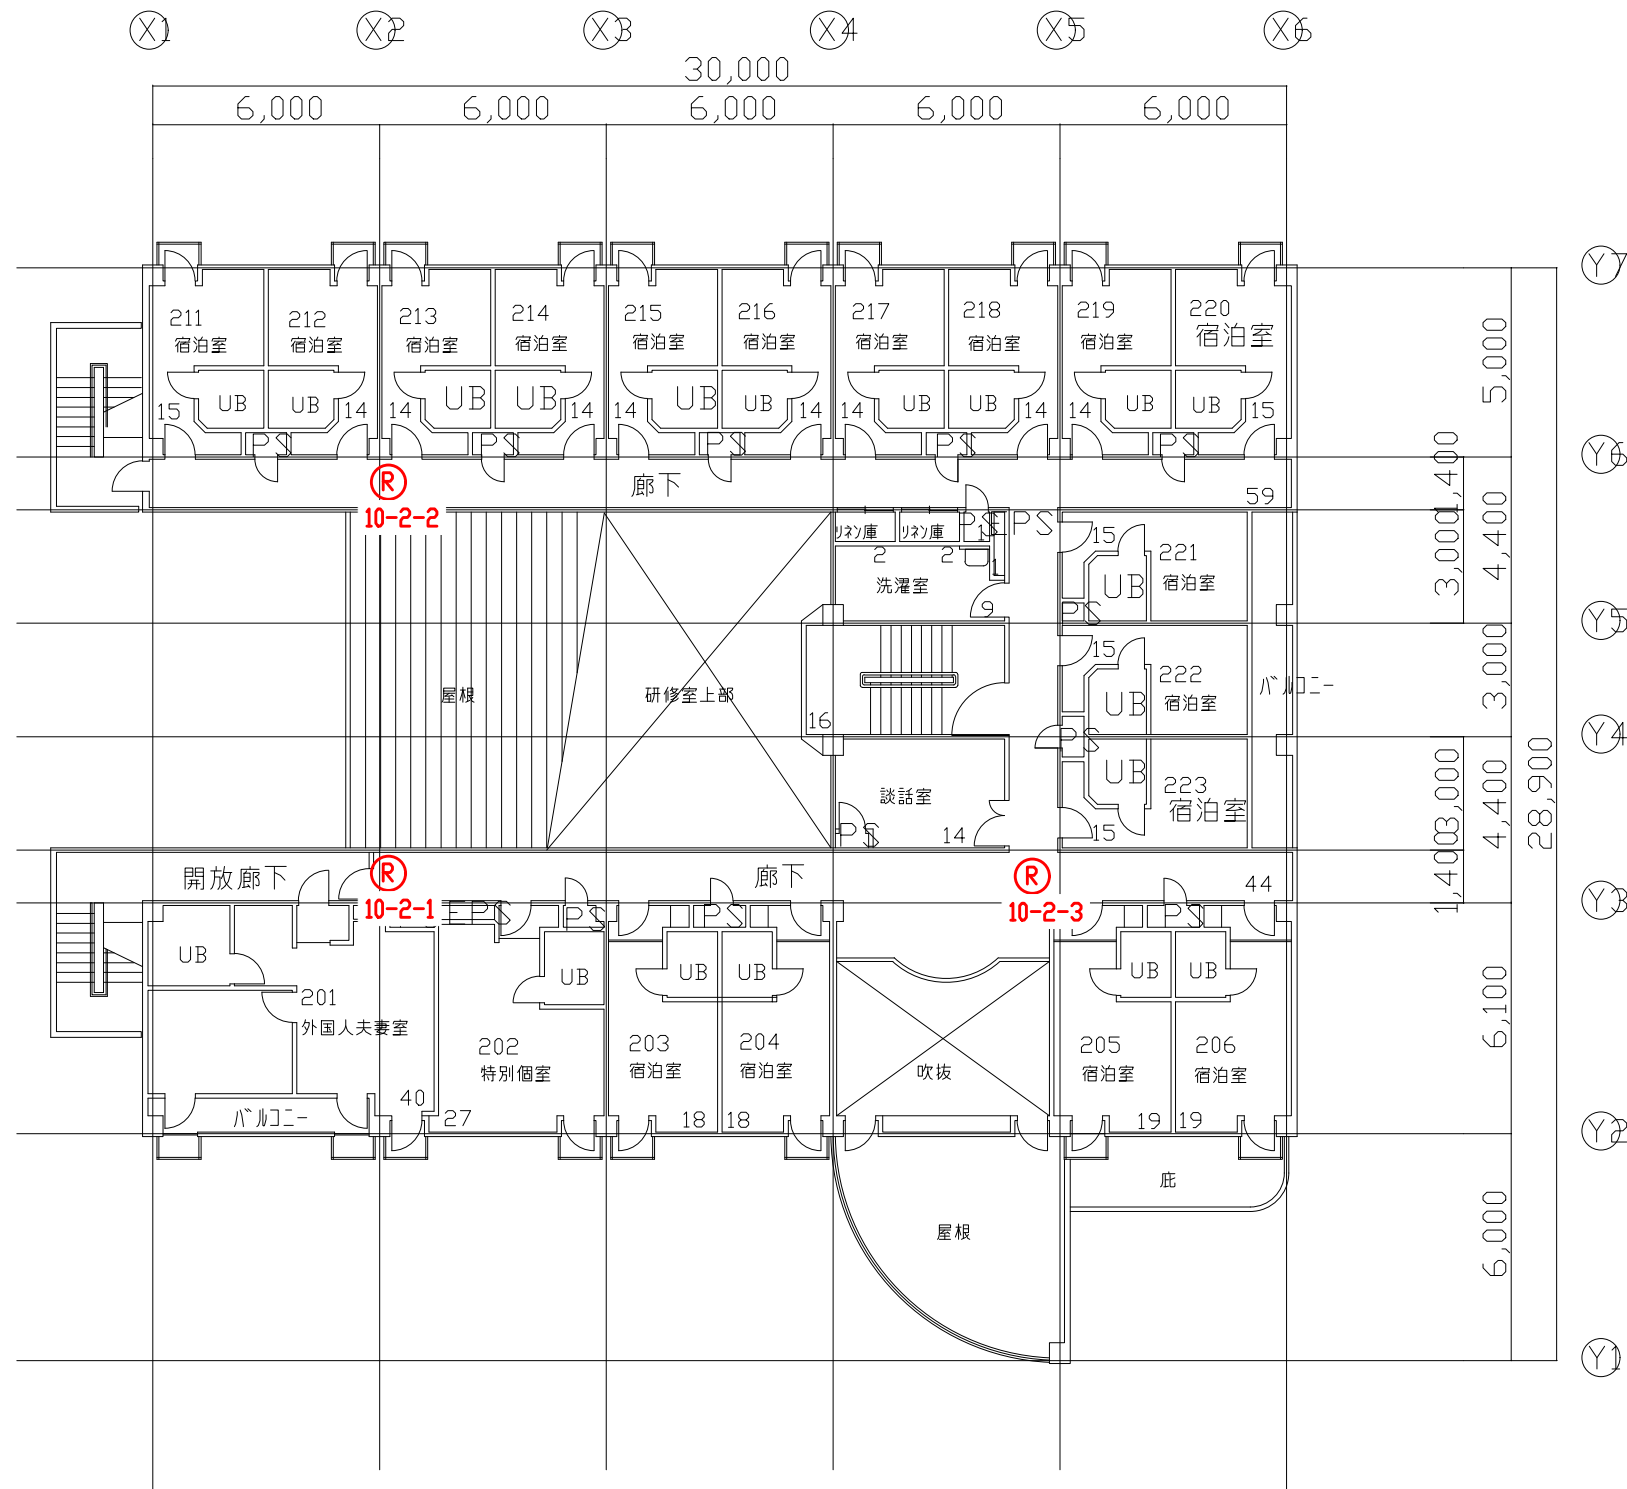 X1 X2 X3 X4 X5 X6
30,000
6,000 6,000 6,000 6,000 6,000
Y7
211 212 213 214 215 216 217 218 219 220
宿泊室 宿泊室 宿泊室 宿泊室 宿泊室 宿泊室 宿泊室 宿泊室 宿泊室 宿泊室
5,000
UB UB UB UB UB UB UB UB UB UB
15 14 14 14 14 14 14 14 14 15
PS PS PS PS PS
Y6
1,400
R
10-2-2
廊下
59
リネン庫 リネン庫 PS EPS
2 2 1 1
洗濯室
9
15
221
宿泊室
UB
PS
3,000
4,400
Y5
屋根
研修室上部
16
15
222
宿泊室
UB
バルコニー
3,000
PS
Y4
談話室
PS
14
UB
223
宿泊室
15
3,000
4,400
28,900
開放廊下
R
10-2-1
廊下
R
10-2-3
44
1,400
Y3
EPS PS PS PS
UB UB UB UB UB UB
201
外国人夫妻室
40
バルコニー
202
特別個室
27
203
宿泊室
18
204
宿泊室
18
吹抜
205
宿泊室
19
206
宿泊室
19
6,100
Y2
庇
屋根
6,000
Y1